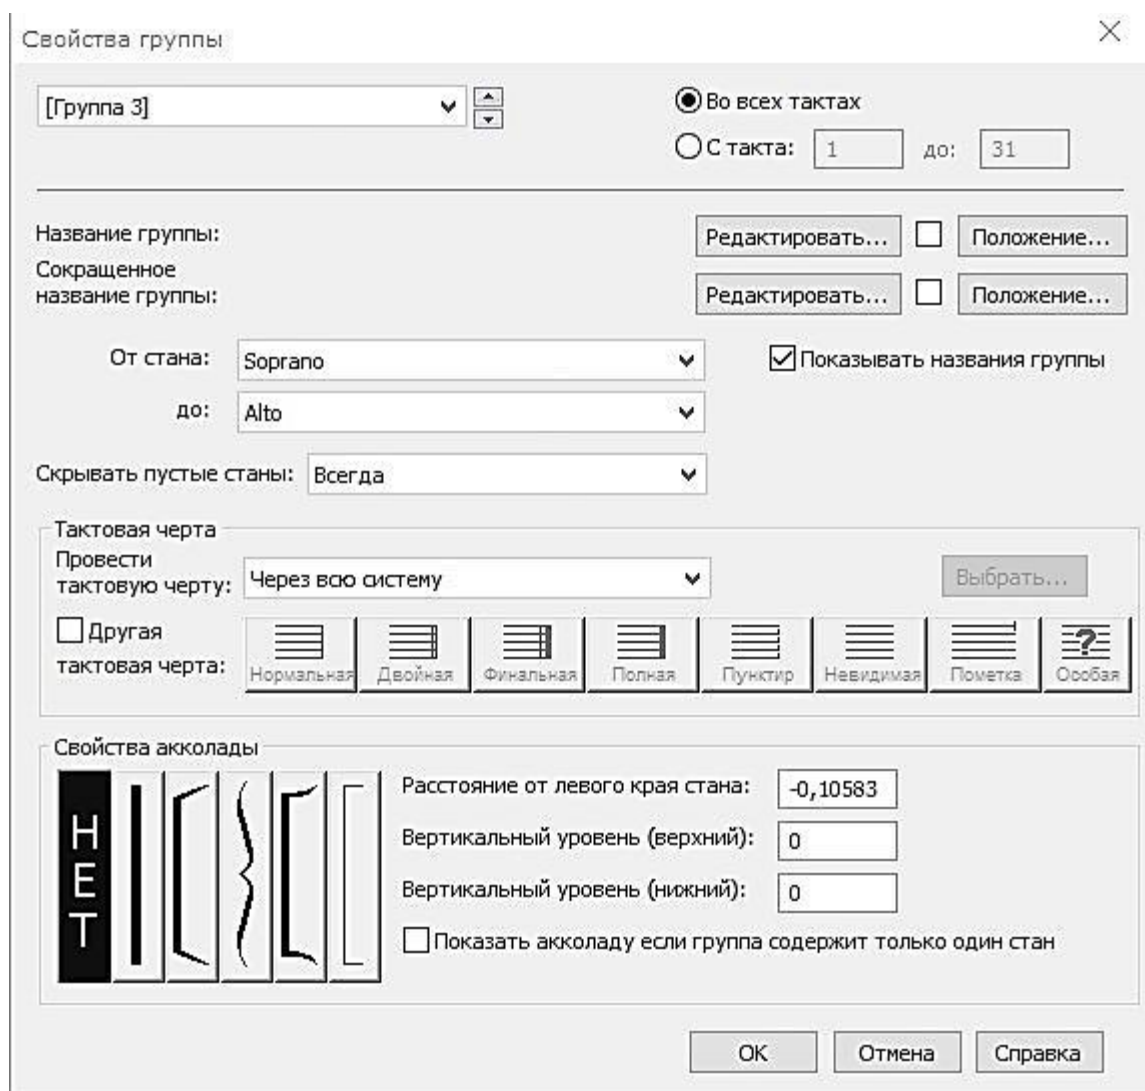 Свойства группы
[Группа 3]
Во всех тактах
С такта: 1 до: 31
Название группы: Редактировать... Положение...
Сокращенное
название группы: Редактировать... Положение...
От стана: Soprano Показывать названия группы
до: Alto
Скрывать пустые станы: Всегда
Тактовая черта
Провести
тактовую черту: Через всю систему Выбрать...
Другая
тактовая черта: Нормальная Двойная Финальная Полная Пунктир Невидимая Пометка ? Особая
Свойства акколады
НЕТ
Расстояние от левого края стана: -0,10583
Вертикальный уровень (верхний): 0
Вертикальный уровень (нижний): 0
Показать акколаду если группа содержит только один стан
OK Отмена Справка